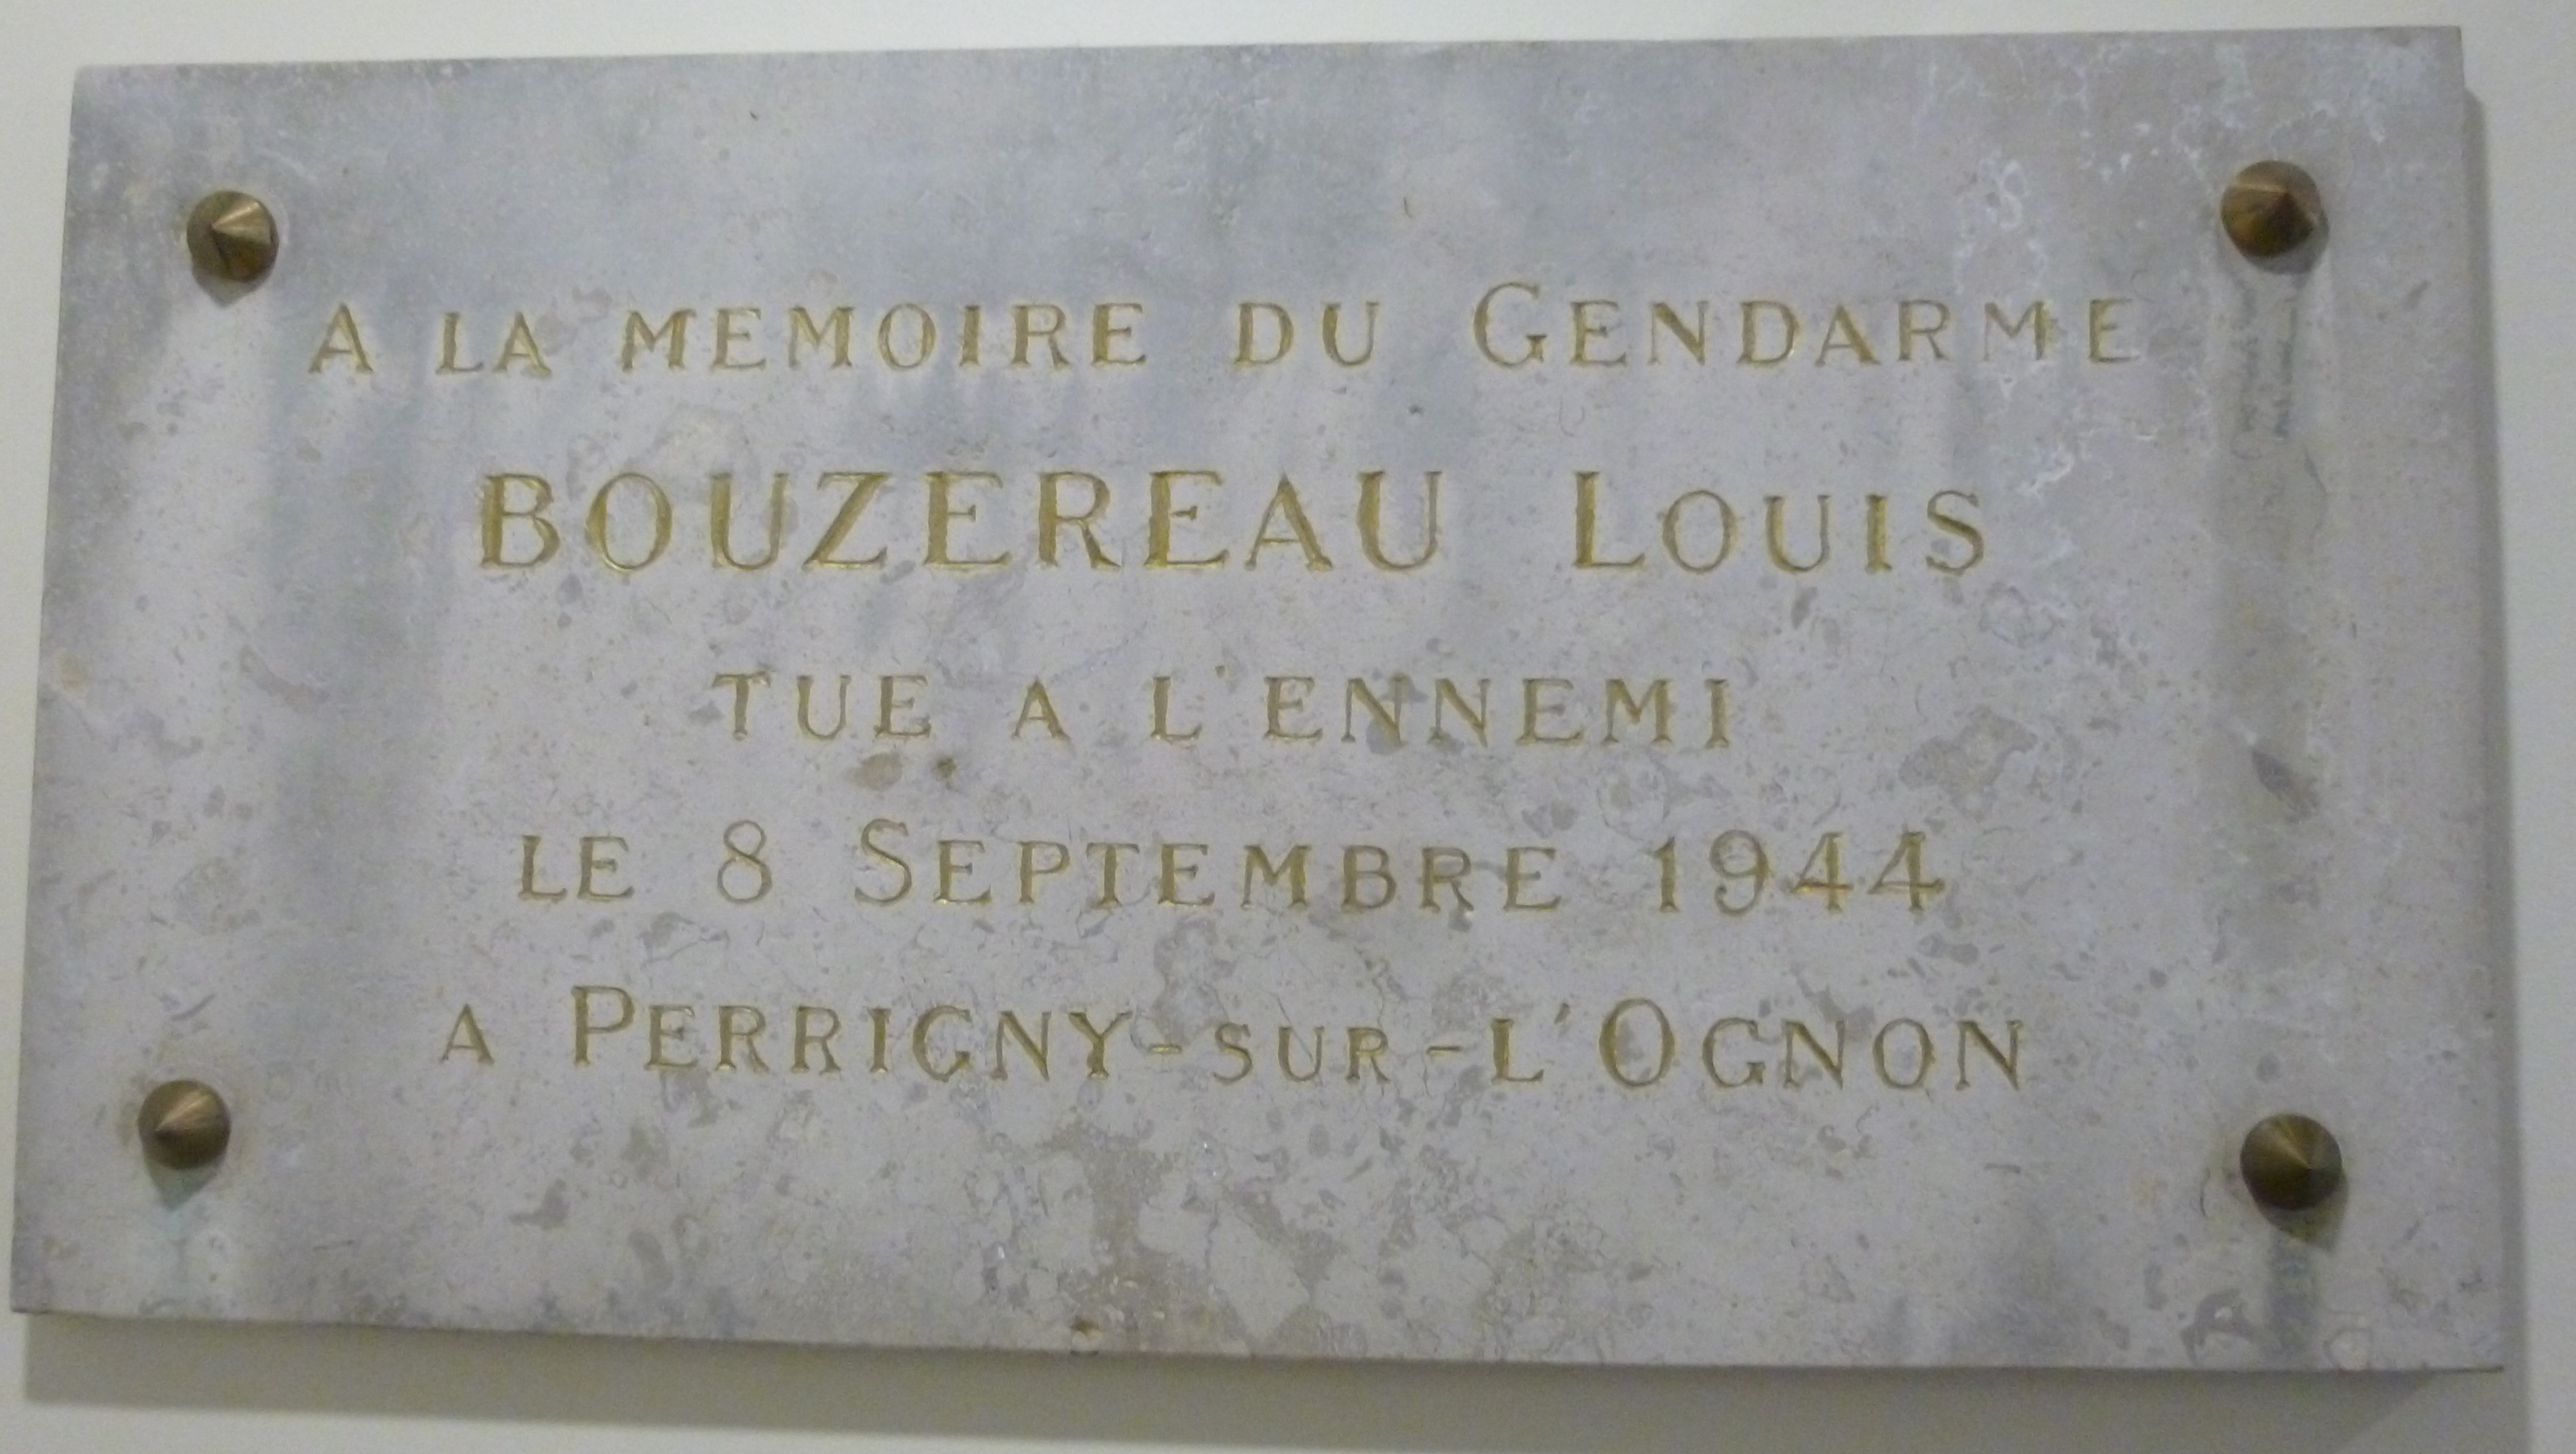 A LA MEMOIRE DU GENDARME
BOUZEREAU LOUIS
TUE A L'ENNEMI
LE 8 SEPTEMBRE 1944
A PERRIGNY-SUR-L'OGNON